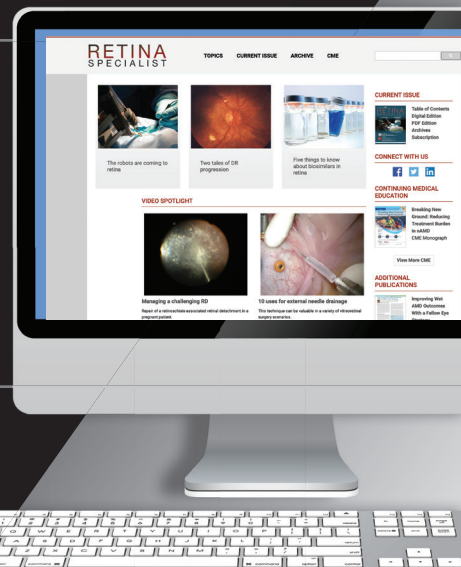 RETINA
SPECIALIST
TOPICS CURRENT ISSUE ARCHIVE CME
The robots are coming to
retina
Two tales of DR
progression
Five things to know
about biosimilars in
retina
VIDEO SPOTLIGHT
Managing a challenging RD
Repair of a retinoschisis-associated retinal detachment in a
pregnant patient.
10 uses for external needle drainage
This technique can be valuable in a variety of vitreoretinal
surgery scenarios.
CURRENT ISSUE
Table of Contents
Digital Edition
PDF Edition
Archives
Subscription
CONNECT WITH US
CONTINUING MEDICAL
EDUCATION
Breaking New
Ground: Reducing
Treatment Burden
in nAMD
CME Monograph
View More CME
ADDITIONAL
PUBLICATIONS
Improving Wet
AMD Outcomes
With a Fellow Eye
Q W E R T Y U I O P
A S D F G H J K L
Z X C V B N M
command
command option control